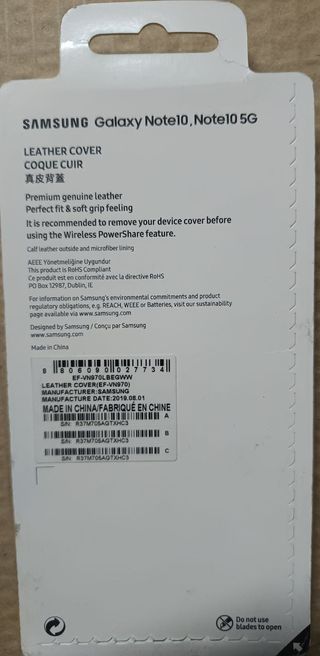 SAMSUNG Galaxy Note10, Note10 5G
LEATHER COVER
COQUE CUIR
真皮背蓋
Premium genuine leather
Perfect fit & soft grip feeling
It is recommended to remove your device cover before
using the Wireless PowerShare feature.
Calf leather outside and microfiber lining
AEEE Yönetmeliğine Uygundur
This product is RoHS Compliant
Ce produit est en conformité avec la directive RoHS
PO Box 12987, Dublin, IE
For information on Samsung's environmental commitments and product
regulatory obligations, e.g. REACH, WEEE or Batteries, visit our sustainability
page available via www.samsung.com
Designed by Samsung / Conçu par Samsung
www.samsung.com
Made in China
8 806090 027734
EF-VN970LBEGWW
LEATHER COVER(EF-VN970)
MANUFACTURER:SAMSUNG
MANUFACTURE DATE:2019.08.01
MADE IN CHINA/FABRIQUÉ EN CHINE
A
S/N: R37M705AGTXHC3
B
S/N: R37M705AGTXHC3
C
S/N: R37M705AGTXHC3
Do not use
blades to open